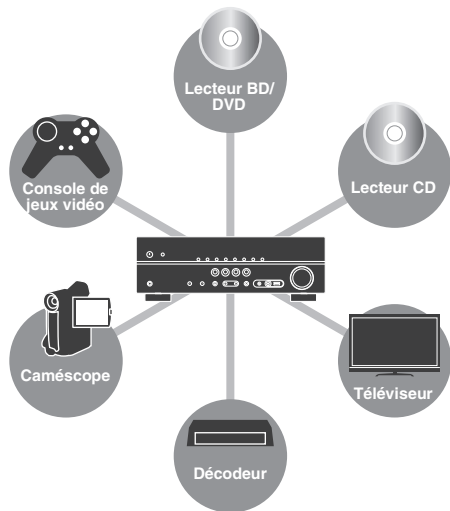 Lecteur BD/
DVD
Console de
jeux vidéo
Lecteur CD
Caméscope
Téléviseur
Décodeur